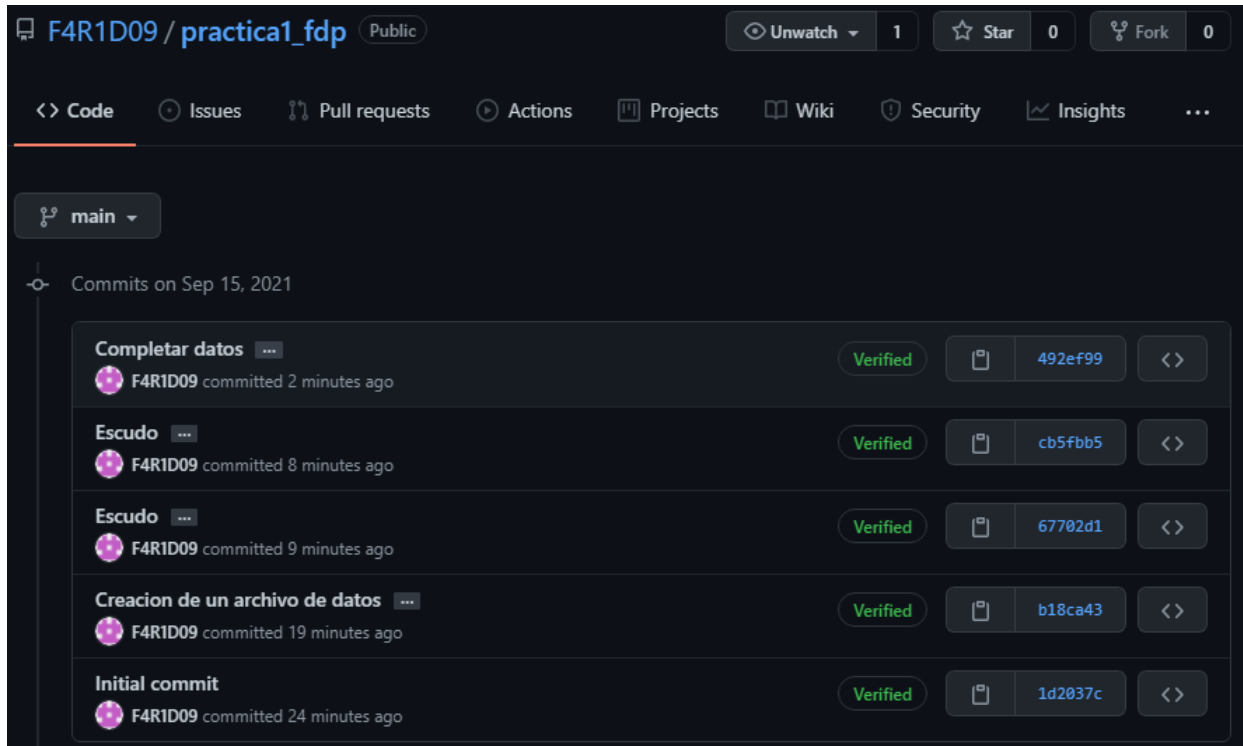 F4R1D09 / practica1_fdp Public Unwatch 1 Star 0 Fork 0
<> Code Issues Pull requests Actions Projects Wiki Security Insights ...
main
Commits on Sep 15, 2021
Completar datos ...
F4R1D09 committed 2 minutes ago
Verified 492ef99 <>
Escudo ...
F4R1D09 committed 8 minutes ago
Verified cb5fbb5 <>
Escudo ...
F4R1D09 committed 9 minutes ago
Verified 67702d1 <>
Creacion de un archivo de datos ...
F4R1D09 committed 19 minutes ago
Verified b18ca43 <>
Initial commit
F4R1D09 committed 24 minutes ago
Verified 1d2037c <>